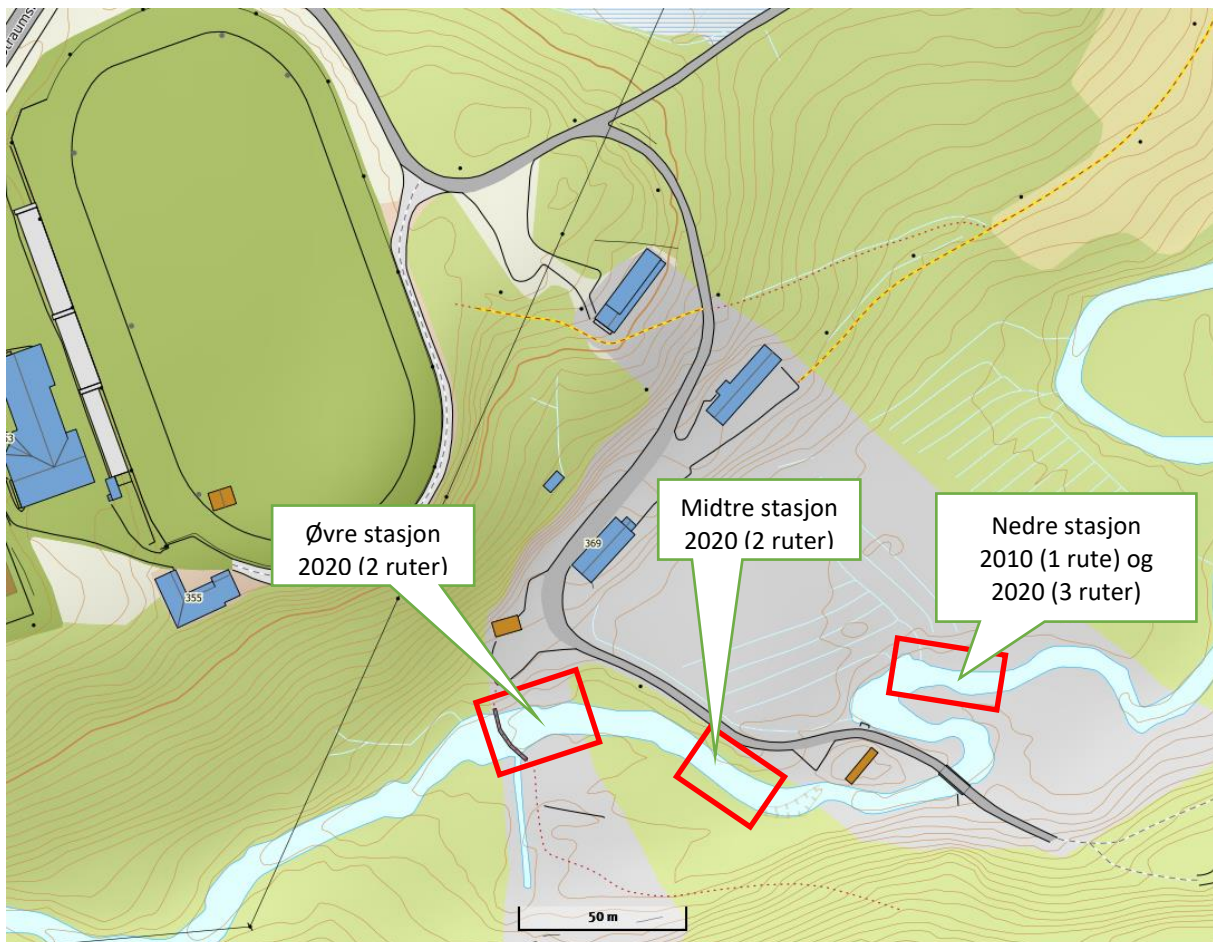 Øvre stasjon
2020 (2 ruter)
Midtre stasjon
2020 (2 ruter)
Nedre stasjon
2010 (1 rute) og
2020 (3 ruter)
369
355
50 m